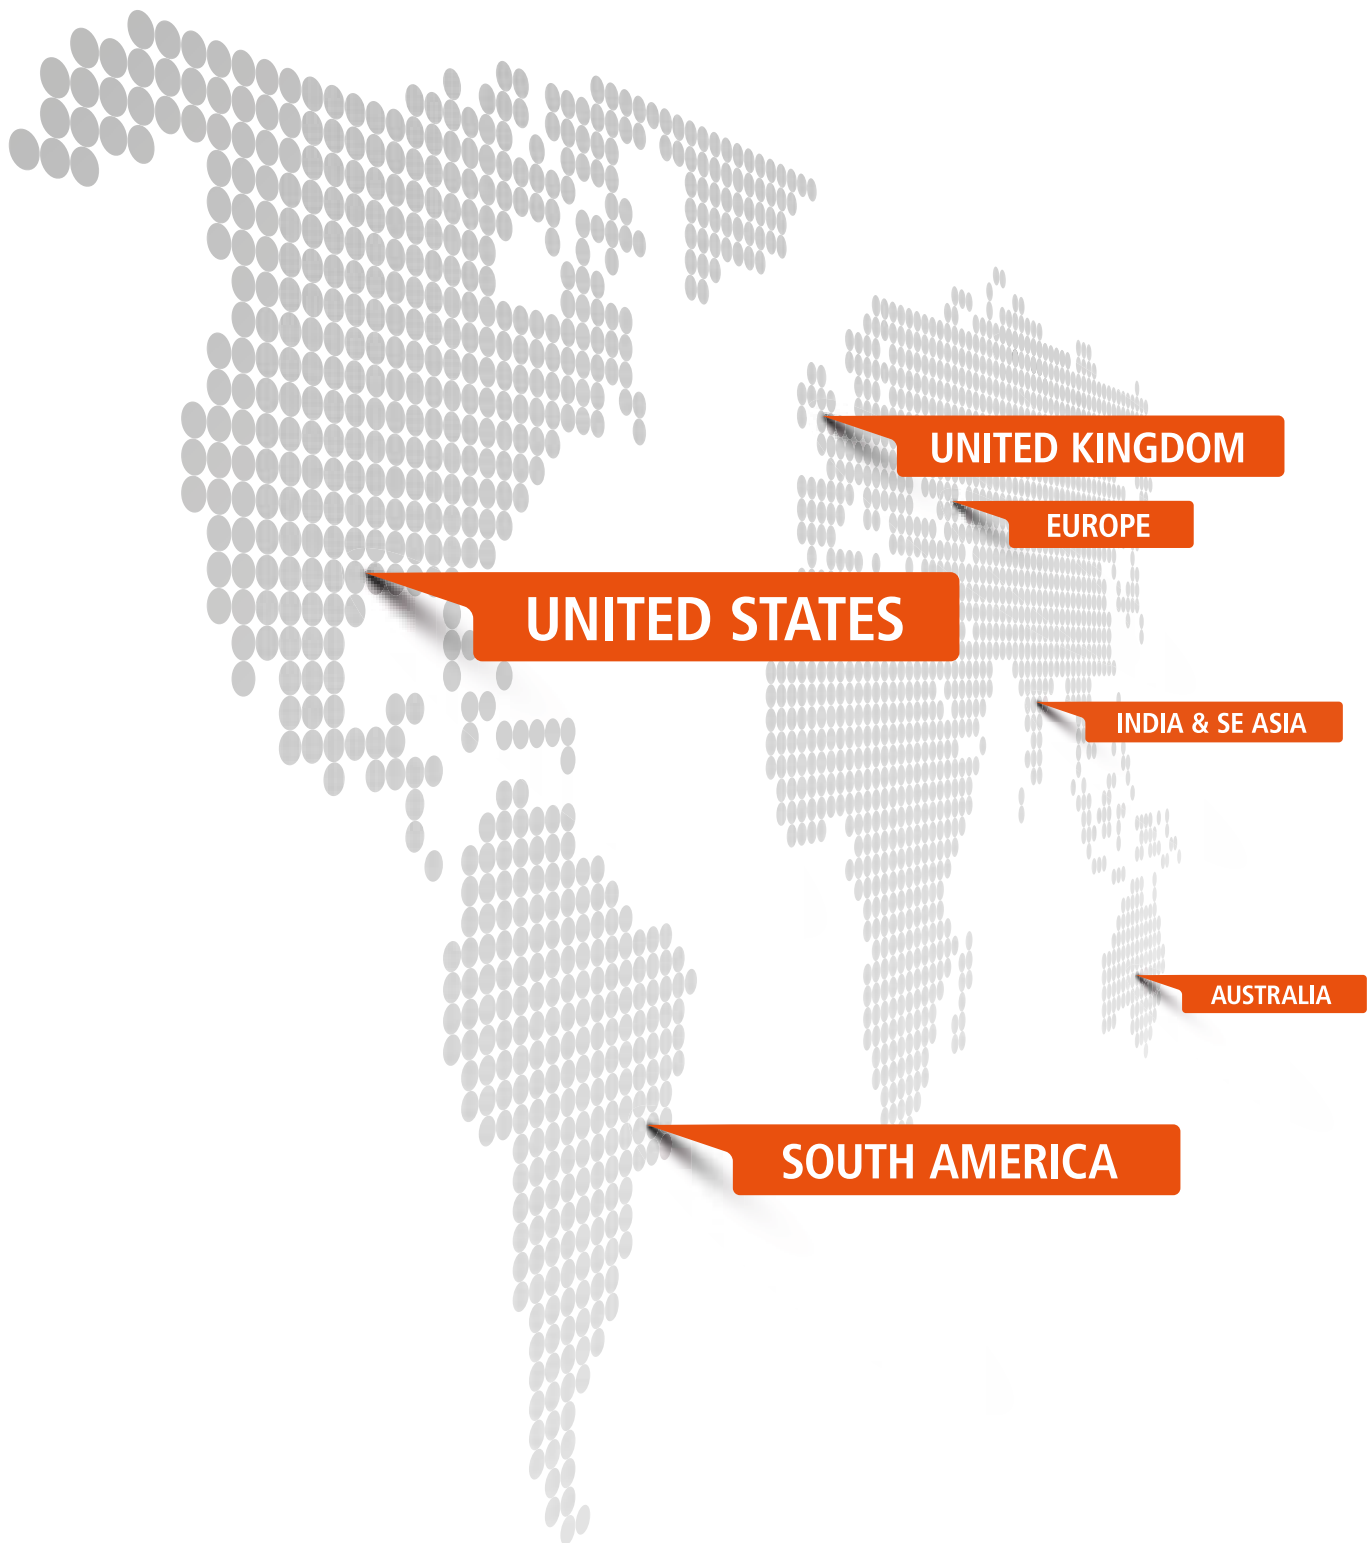 UNITED KINGDOM
EUROPE
UNITED STATES
INDIA & SE ASIA
AUSTRALIA
SOUTH AMERICA